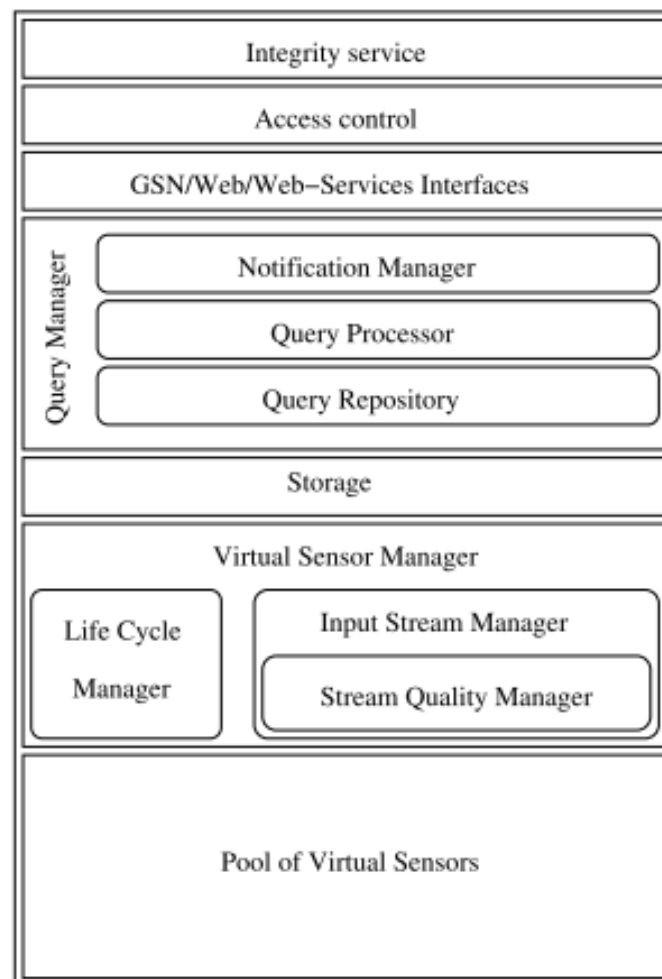 Integrity service
Access control
GSN/Web/Web−Services Interfaces
Query Manager
Notification Manager
Query Processor
Query Repository
Storage
Virtual Sensor Manager
Life Cycle
Manager
Input Stream Manager
Stream Quality Manager
Pool of Virtual Sensors